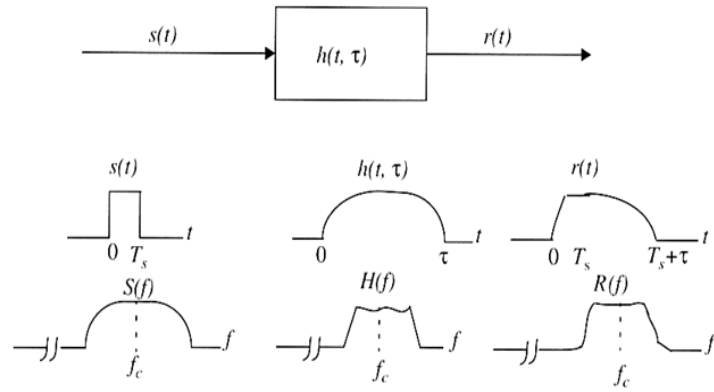 s(t) h(t, τ) r(t)
s(t) h(t, τ) r(t)
t t t
0 T_s 0 τ 0 T_s T_s+τ
S(f) H(f) R(f)
f f f
f_c f_c f_c